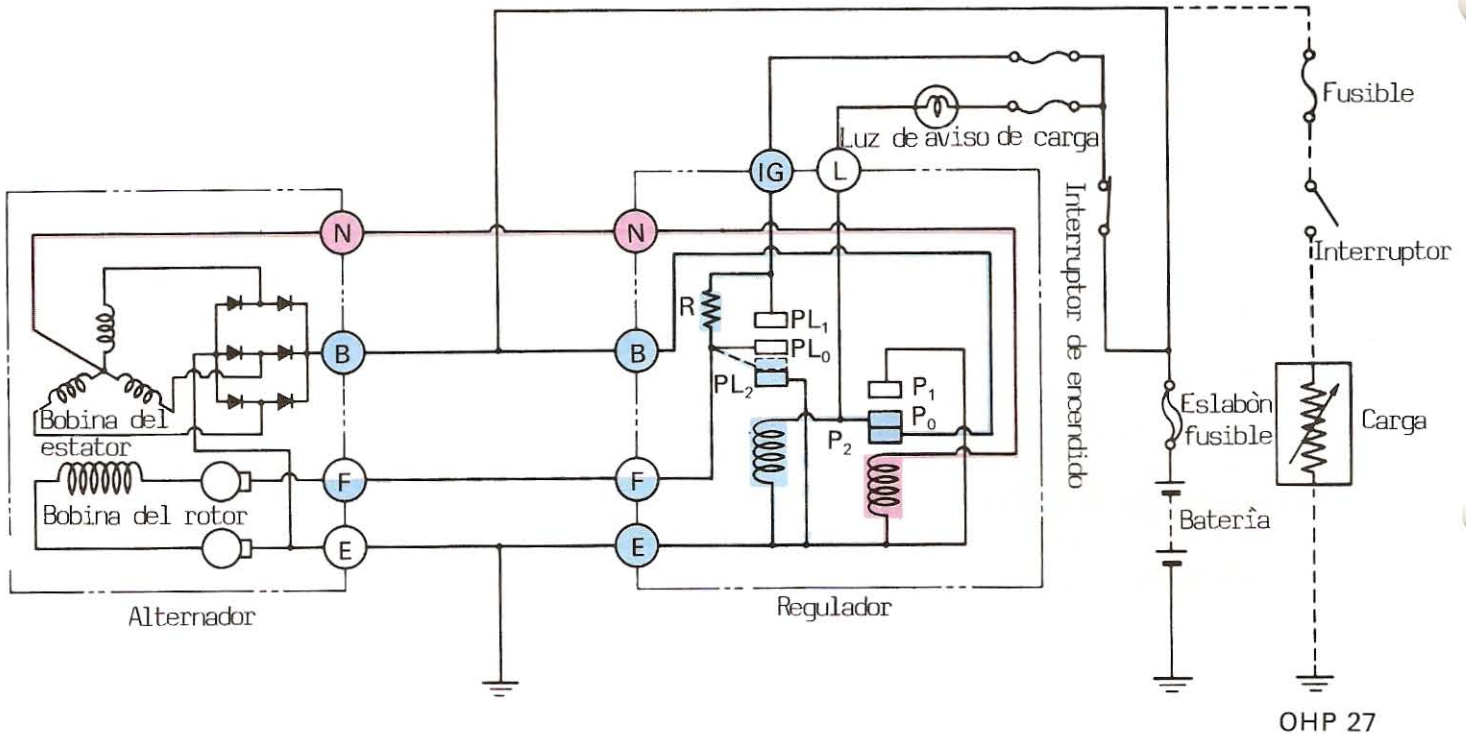 Fusible
Luz de aviso de carga
IG
L
Interruptor de encendido
Interruptor
N
N
R
PL₁
PL₀
B
B
PL₂
P₁
P₀
P₂
Eslabòn
fusible
Carga
Bobina del
estator
F
F
Bobina del rotor
Baterîa
E
E
Alternador
Regulador
OHP 27